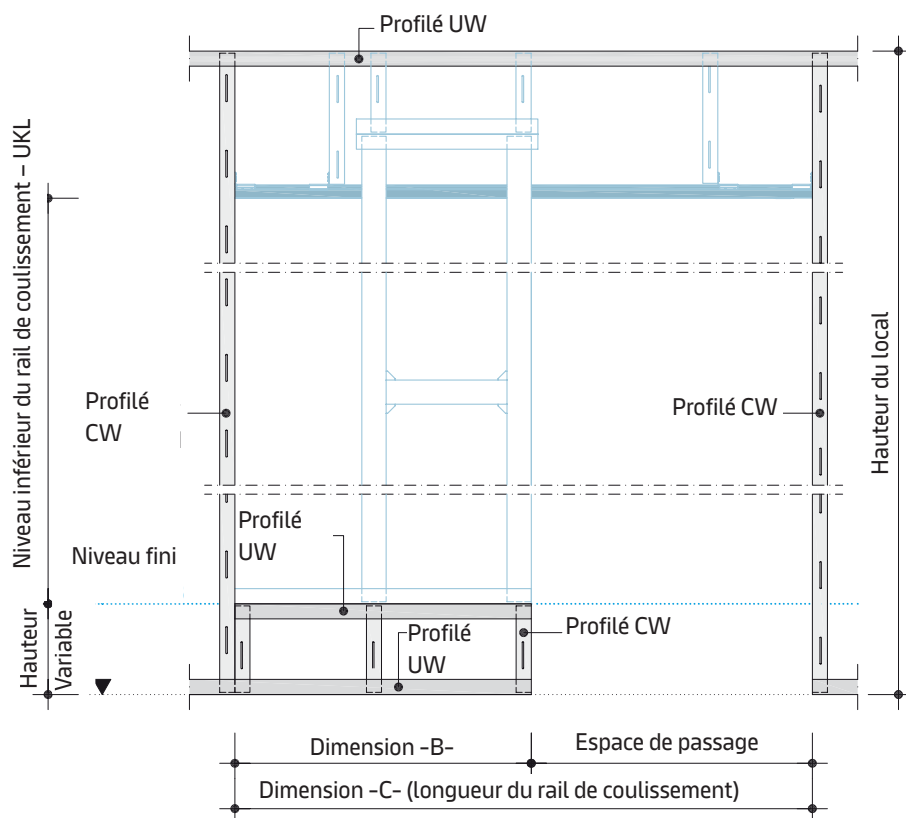 Profilé UW
Niveau inférieur du rail de coulissement – UKL
Hauteur du local
Profilé
CW
Profilé CW
Profilé
UW
Niveau fini
Hauteur
Variable
Profilé CW
Profilé
UW
Dimension -B-
Espace de passage
Dimension -C- (longueur du rail de coulissement)